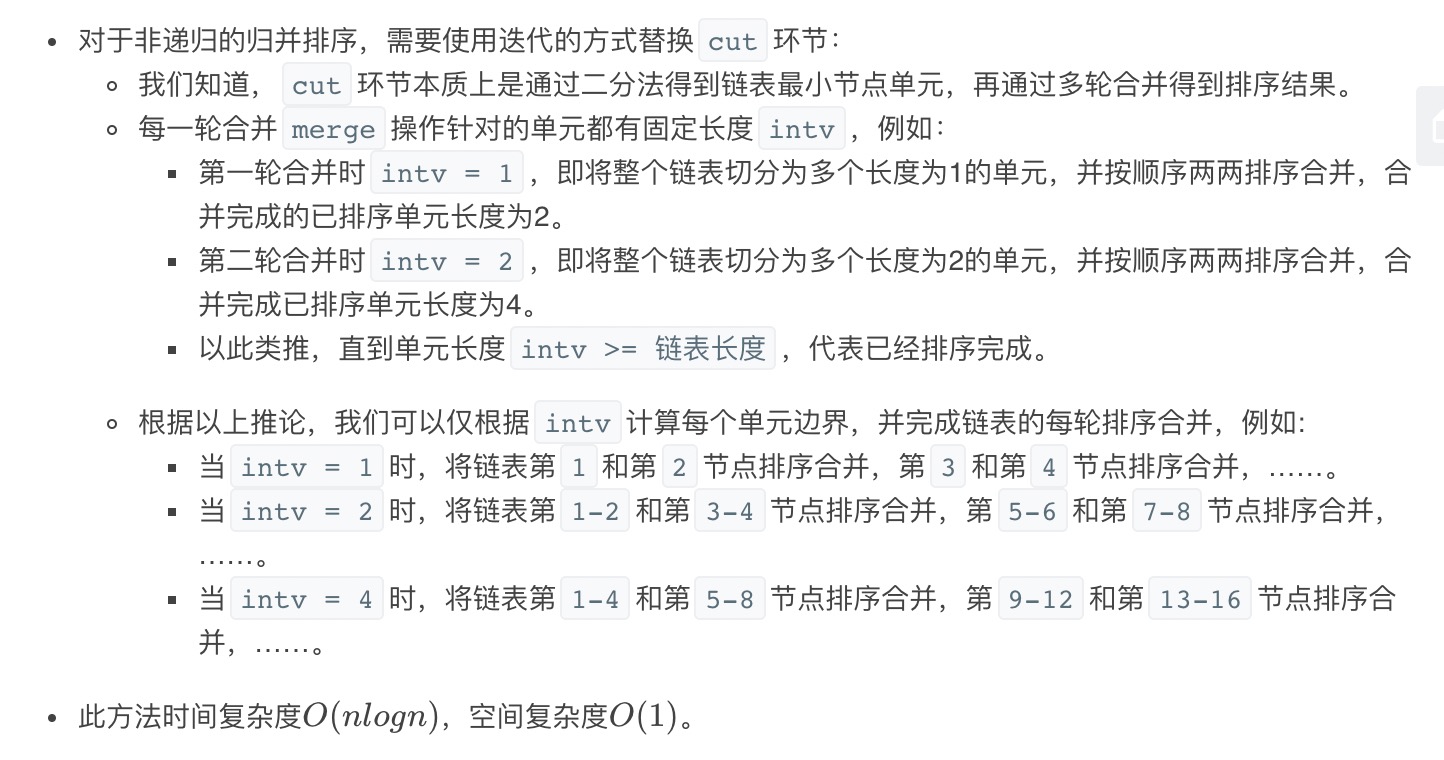 对于非递归的归并排序，需要使用迭代的方式替换 cut 环节：
我们知道， cut 环节本质上是通过二分法得到链表最小节点单元，再通过多轮合并得到排序结果。
每一轮合并 merge 操作针对的单元都有固定长度 intv ，例如：
第一轮合并时 intv = 1 ，即将整个链表切分为多个长度为1的单元，并按顺序两两排序合并，合
并完成的已排序单元长度为2。
第二轮合并时 intv = 2 ，即将整个链表切分为多个长度为2的单元，并按顺序两两排序合并，合
并完成已排序单元长度为4。
以此类推，直到单元长度 intv >= 链表长度 ，代表已经排序完成。
根据以上推论，我们可以仅根据 intv 计算每个单元边界，并完成链表的每轮排序合并，例如:
当 intv = 1 时，将链表第 1 和第 2 节点排序合并，第 3 和第 4 节点排序合并，……。
当 intv = 2 时，将链表第 1-2 和第 3-4 节点排序合并，第 5-6 和第 7-8 节点排序合并，
……。
当 intv = 4 时，将链表第 1-4 和第 5-8 节点排序合并，第 9-12 和第 13-16 节点排序合
并，……。
此方法时间复杂度O(nlogn)，空间复杂度O(1)。